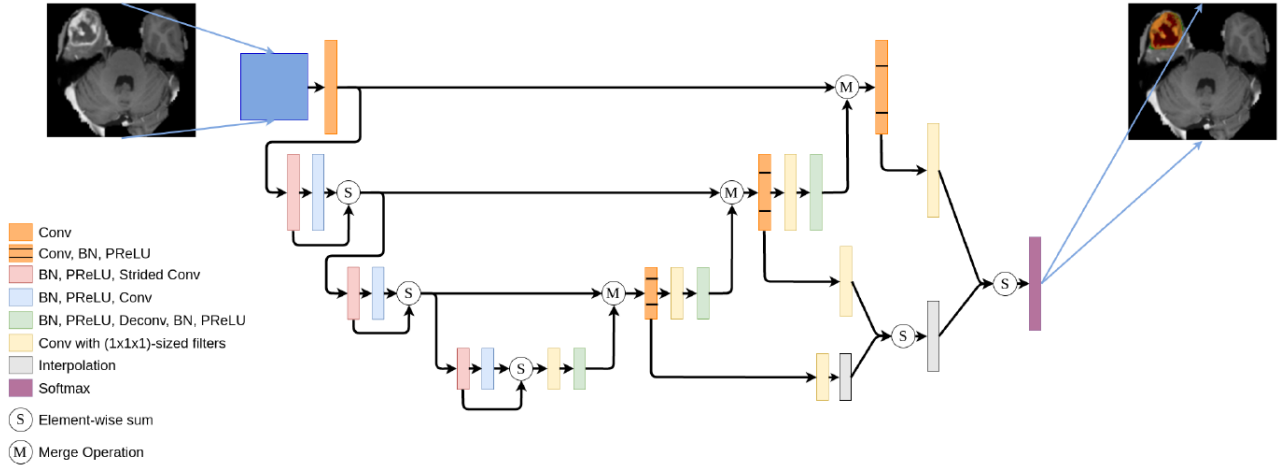 M
S
M
Conv
Conv, BN, PReLU
BN, PReLU, Strided Conv
BN, PReLU, Conv
BN, PReLU, Deconv, BN, PReLU
Conv with (1x1x1)-sized filters
Interpolation
Softmax
S Element-wise sum
M Merge Operation
S
M
S
S
S